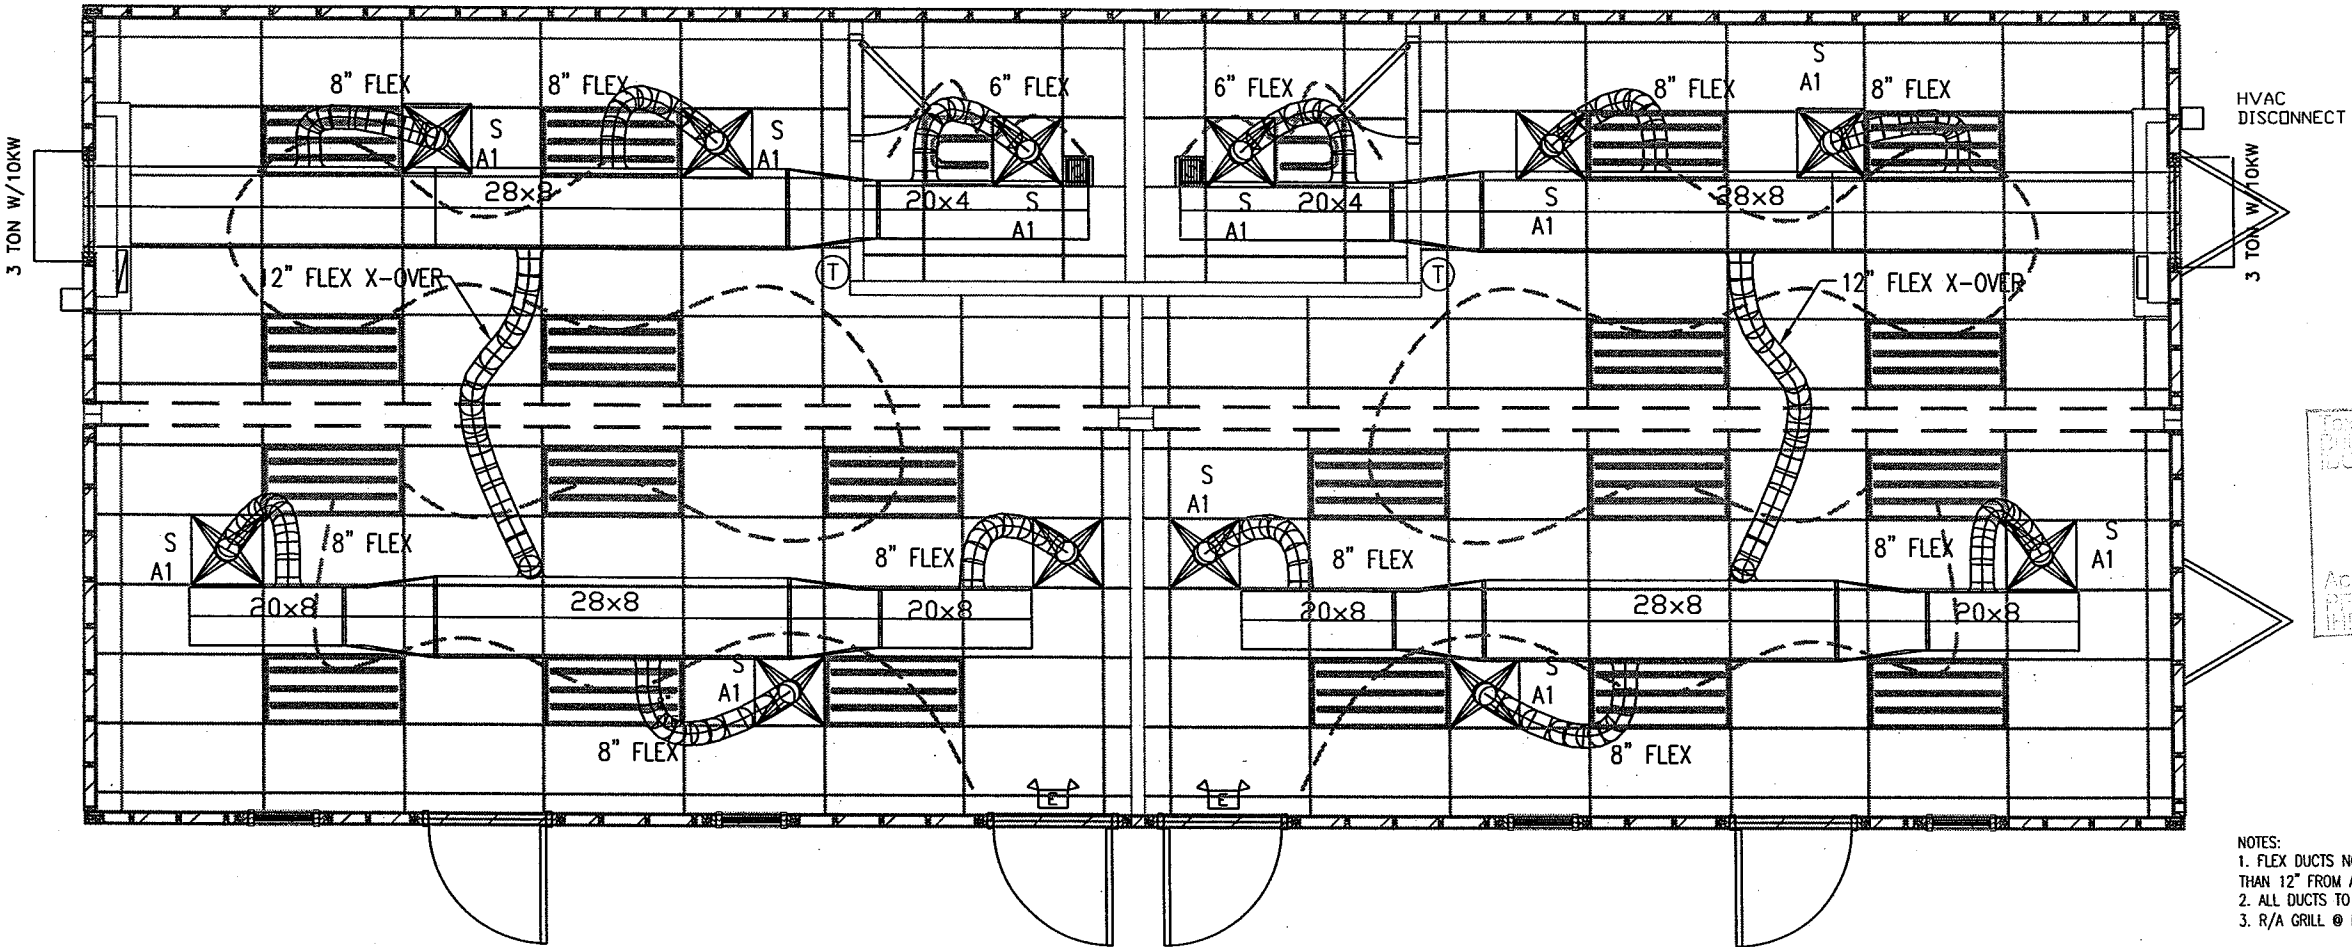 8" FLEX
8" FLEX
6" FLEX
6" FLEX
8" FLEX
S
A1
8" FLEX
HVAC
DISCONNECT
3 TON W/10KW
S
A1
S
A1
28x8
20x4
S
A1
S
A1
20x4
S
A1
28x8
3 TON W/10KW
12" FLEX X-OVER
T
T
12" FLEX X-OVER
S
A1
8" FLEX
8" FLEX
S
A1
8" FLEX
8" FLEX
S
A1
20x8
28x8
20x8
20x8
28x8
20x8
S
A1
8" FLEX
S
A1
8" FLEX
E
E
NOTES:
1. FLEX DUCTS
THAN 12" FROM
2. ALL DUCTS TO
3. R/A GRILL @